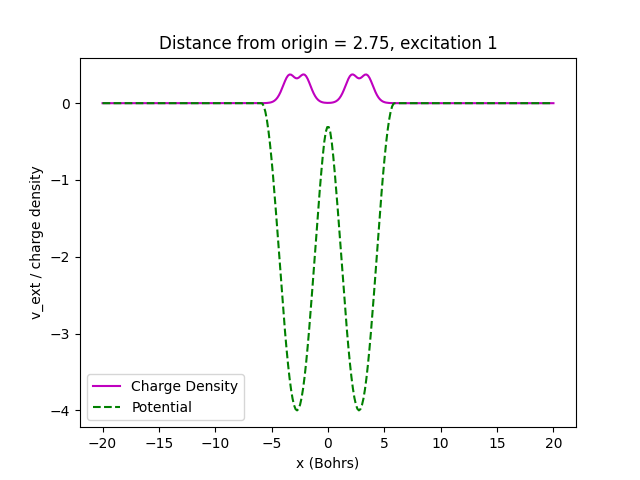 Distance from origin = 2.75, excitation 1
v_ext / charge density
0
−1
−2
−3
−4
Charge Density
Potential
−20
−15
−10
−5
0
5
10
15
20
x (Bohrs)